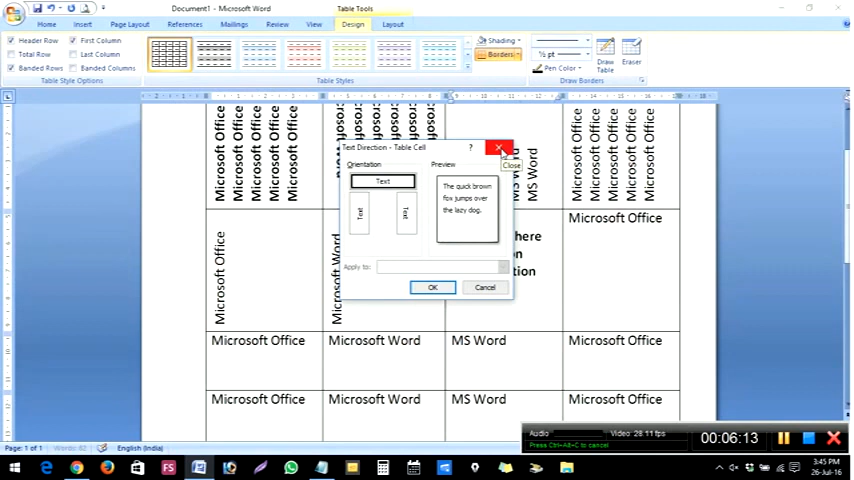 Document1 - Microsoft Word
Table Tools
Home Insert Page Layout References Mailings Review View Design Layout
Header Row First Column
Total Row Last Column
Banded Rows Banded Columns
Shading
Borders
½ pt
Pen Color
Draw Table
Eraser
Table Style Options
Table Styles
Draw Borders
Microsoft Office
Microsoft Office
Microsoft Office
Microsoft Office
MS Word
MS Word
Microsoft Office
Microsoft Office
Microsoft Office
Microsoft Office
Text Direction - Table Cell
?
Close
Orientation
Preview
Text
Text
Text
The quick brown
fox jumps over
the lazy dog.
Apply to:
OK
Cancel
Microsoft Office
Microsoft Word
here
on
tion
Microsoft Office
Microsoft Office
Microsoft Word
MS Word
Microsoft Office
Microsoft Office
Microsoft Word
MS Word
Microsoft Office
Audio
Video: 28.11 fps
Press Ctrl+Alt+C to cancel
00:06:13
Page: 1 of 1
Words: 62
English (India)
3:45 PM
26-Jul-16